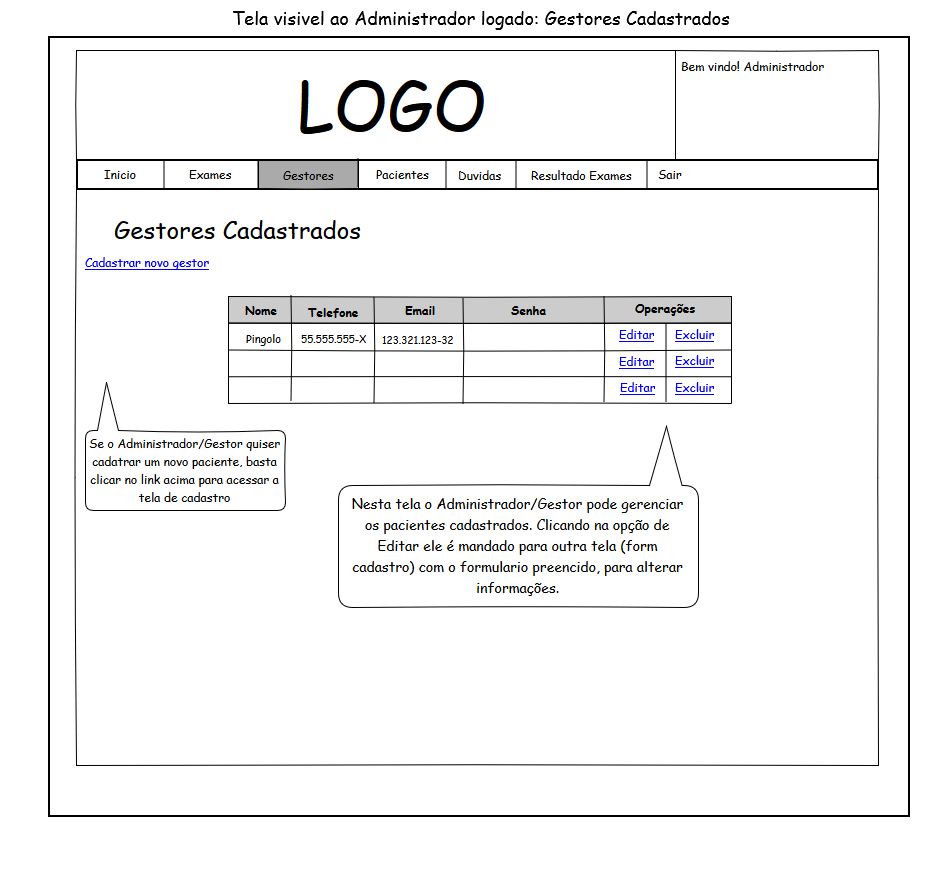 Tela visivel ao Administrador logado: Gestores Cadastrados
LOGO
Bem vindo! Administrador
Inicio Exames Gestores Pacientes Duvidas Resultado Exames Sair
Gestores Cadastrados
Cadastrar novo gestor
Nome Telefone Email Senha Operações
Pingolo 55.555.555-X 123.321.123-32 Editar Excluir
Editar Excluir
Editar Excluir
Se o Administrador/Gestor quiser
cadatrar um novo paciente, basta
clicar no link acima para acessar a
tela de cadastro
Nesta tela o Administrador/Gestor pode gerenciar
os pacientes cadastrados. Clicando na opção de
Editar ele é mandado para outra tela (form
cadastro) com o formulario preencido, para alterar
informações.